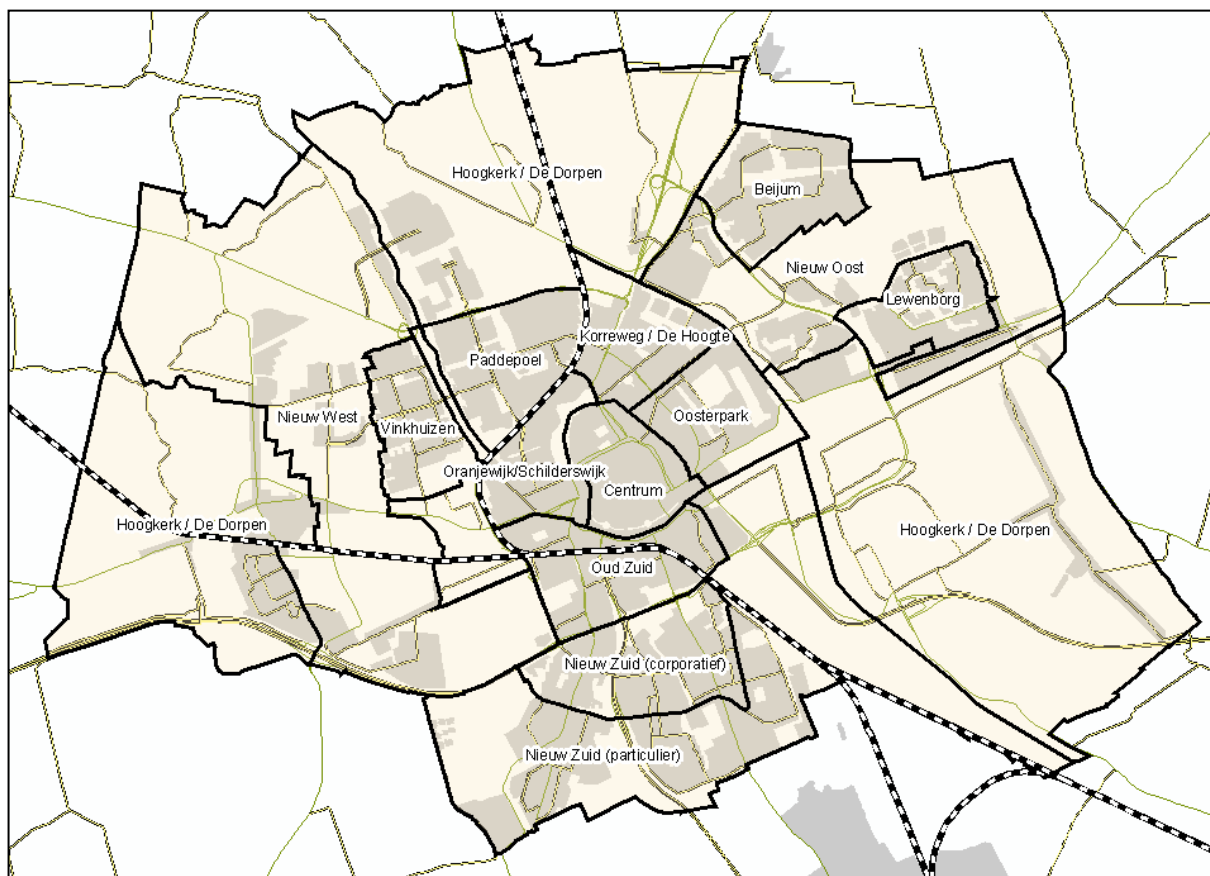 Hoogkerk / De Dorpen
Beijum
Nieuw Oost
Lewenborg
Korreweg / De Hoogte
Paddepoel
Nieuw West
Vinkhuizen
Oosterpark
Oranjewijk/Schilderswijk
Centrum
Hoogkerk / De Dorpen
Hoogkerk / De Dorpen
Oud Zuid
Nieuw Zuid (corporatief)
Nieuw Zuid (particulier)